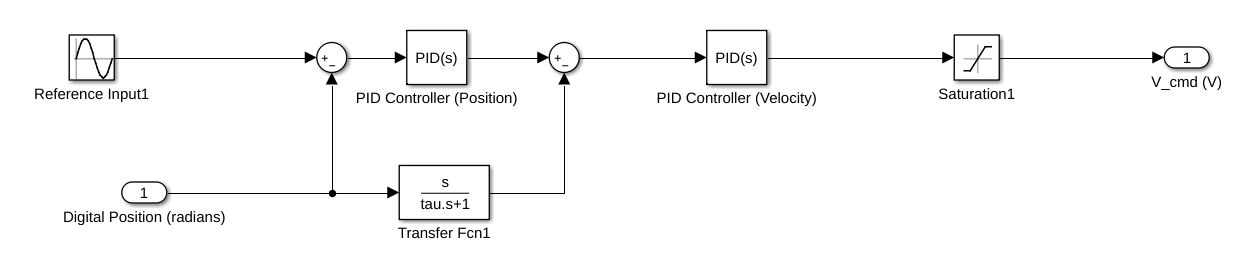 +
−
PID(s)
+
−
PID(s)
1
Reference Input1
PID Controller (Position)
PID Controller (Velocity)
Saturation1
V_cmd (V)
1
s
tau.s+1
Digital Position (radians)
Transfer Fcn1